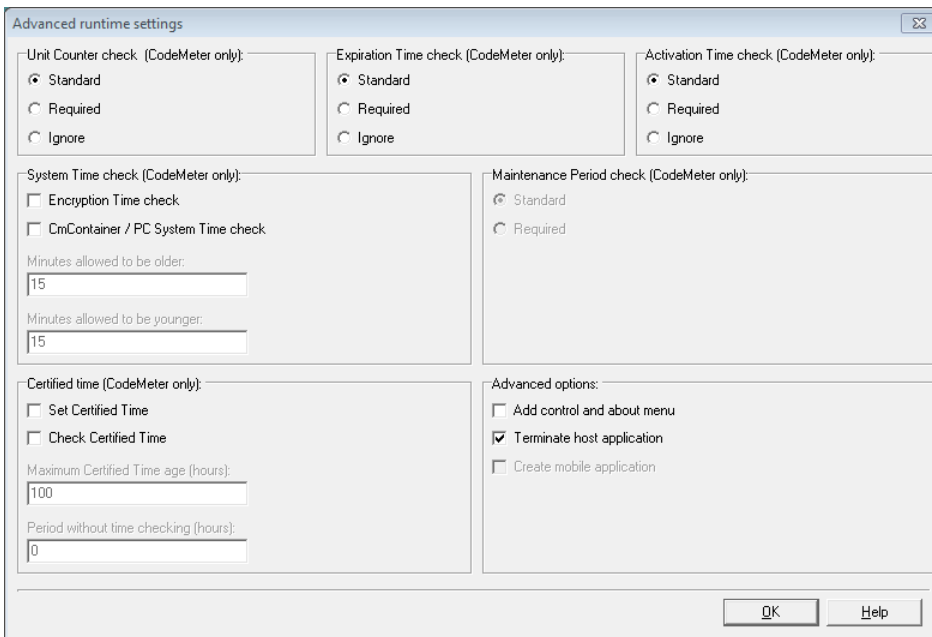 Advanced runtime settings
Unit Counter check (CodeMeter only):
Standard
Required
Ignore
Expiration Time check (CodeMeter only):
Standard
Required
Ignore
Activation Time check (CodeMeter only):
Standard
Required
Ignore
System Time check (CodeMeter only):
Encryption Time check
CmContainer / PC System Time check
Minutes allowed to be older:
15
Minutes allowed to be younger:
15
Maintenance Period check (CodeMeter only):
Standard
Required
Certified time (CodeMeter only):
Set Certified Time
Check Certified Time
Maximum Certified Time age (hours):
100
Period without time checking (hours):
0
Advanced options:
Add control and about menu
Terminate host application
Create mobile application
OK
Help